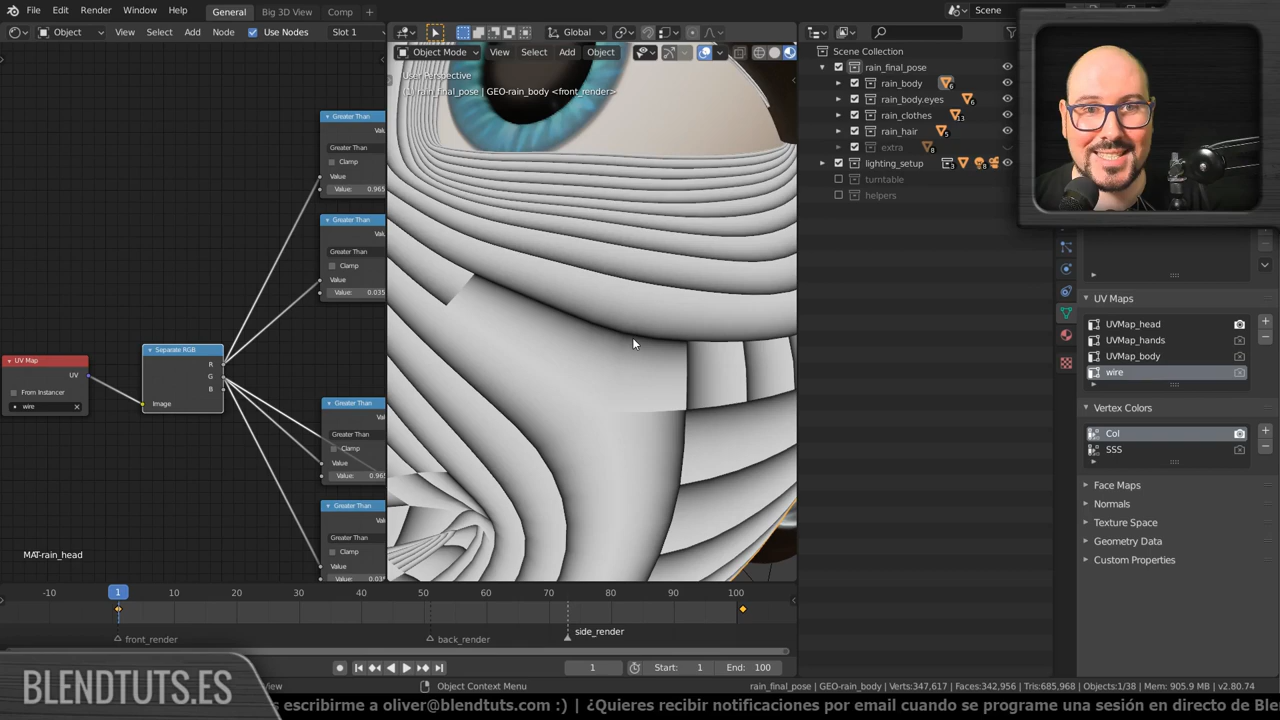 File Edit Render Window Help General Big 3D View Comp + Scene
Object View Select Add Node Use Nodes Slot 1 Global
Object Mode View Select Add Object
User Perspective
(1) rain_final_pose | GEO-rain_body <front_render>
Scene Collection
rain_final_pose
rain_body 6
rain_body.eyes 6
rain_clothes 13
rain_hair 5
extra 8
lighting_setup
turntable
helpers
Greater Than
Greater Than
Clamp
Value
Value: 0.965
Greater Than
Greater Than
Clamp
Value
Value: 0.035
UV Map
UV
From Instancer
wire
Separate RGB
R
G
B
Image
Greater Than
Greater Than
Clamp
Value
Value: 0.965
Greater Than
Greater Than
Clamp
Value
MAT-rain_head
UV Maps
UVMap_head
UVMap_hands
UVMap_body
wire
Vertex Colors
Col
SSS
Face Maps
Normals
Texture Space
Geometry Data
Custom Properties
-10 1 10 20 30 40 50 60 70 80 90 100
front_render back_render side_render
1 Start: 1 End: 100
View Object Context Menu rain_final_pose | GEO-rain_body | Verts:347,617 | Faces:342,956 | Tris:685,968 | Objects:1/38 | Mem: 905.9 MB | v2.80.74
BLENDTUTS.ES
es escribirme a oliver@blendtuts.com :) | ¿Quieres recibir notificaciones por email cuando se programe una sesión en directo de Ble